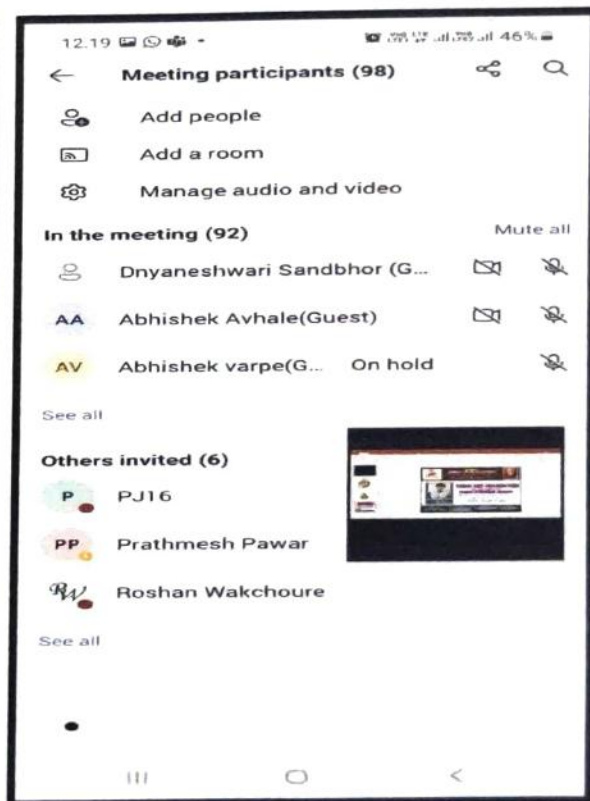 12.19 46%
Meeting participants (98)
Add people
Add a room
Manage audio and video
In the meeting (92) Mute all
Dnyaneshwari Sandbhor (G...
AA Abhishek Avhale(Guest)
AV Abhishek varpe(G... On hold
See all
Others invited (6)
P PJ16
PP Prathmesh Pawar
RW Roshan Wakchoure
See all